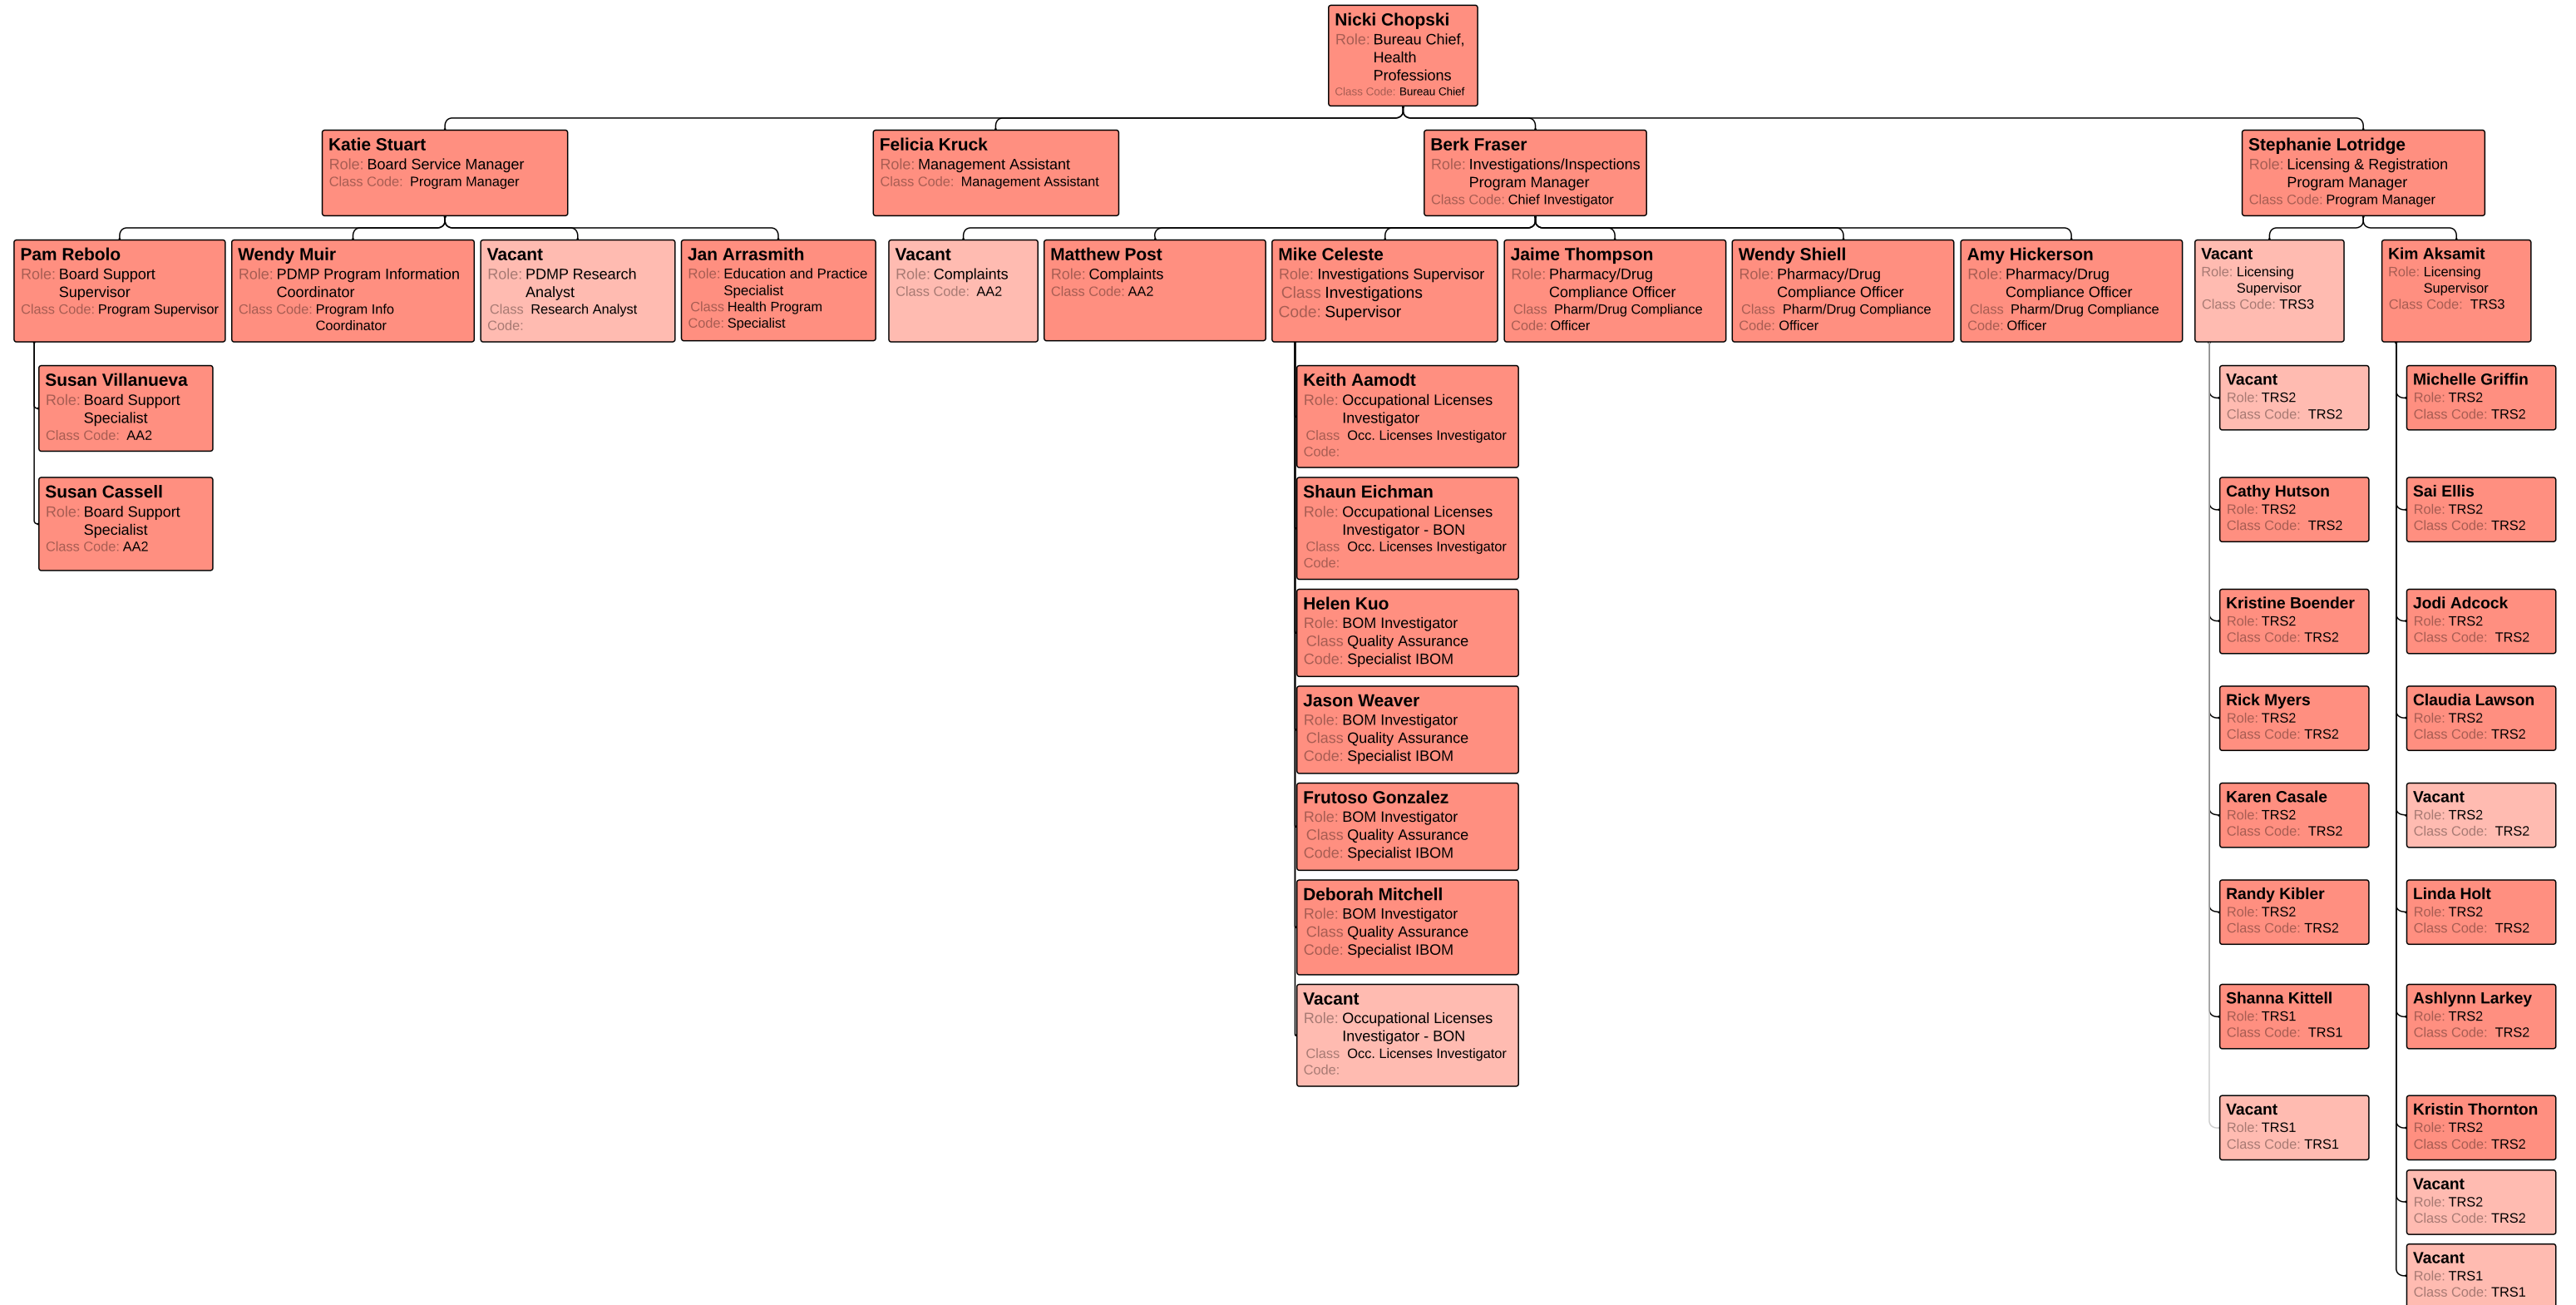 Nicki Chopski
Role: Bureau Chief,
Health
Professions
Class Code: Bureau Chief
Katie Stuart
Role: Board Service Manager
Class Code: Program Manager
Felicia Kruck
Role: Management Assistant
Class Code: Management Assistant
Berk Fraser
Role: Investigations/Inspections
Program Manager
Class Code: Chief Investigator
Stephanie Lotridge
Role: Licensing & Registration
Program Manager
Class Code: Program Manager
Pam Rebolo
Role: Board Support
Supervisor
Class Code: Program Supervisor
Wendy Muir
Role: PDMP Program Information
Coordinator
Class Code: Program Info
Coordinator
Vacant
Role: PDMP Research
Analyst
Class Research Analyst
Code:
Jan Arrasmith
Role: Education and Practice
Specialist
Class Health Program
Code: Specialist
Vacant
Role: Complaints
Class Code: AA2
Matthew Post
Role: Complaints
Class Code: AA2
Mike Celeste
Role: Investigations Supervisor
Class Investigations
Code: Supervisor
Jaime Thompson
Role: Pharmacy/Drug
Compliance Officer
Class Pharm/Drug Compliance
Code: Officer
Wendy Shiell
Role: Pharmacy/Drug
Compliance Officer
Class Pharm/Drug Compliance
Code: Officer
Amy Hickerson
Role: Pharmacy/Drug
Compliance Officer
Class Pharm/Drug Compliance
Code: Officer
Vacant
Role: Licensing
Supervisor
Class Code: TRS3
Kim Aksamit
Role: Licensing
Supervisor
Class Code: TRS3
Susan Villanueva
Role: Board Support
Specialist
Class Code: AA2
Susan Cassell
Role: Board Support
Specialist
Class Code: AA2
Keith Aamodt
Role: Occupational Licenses
Investigator
Class Occ. Licenses Investigator
Code:
Shaun Eichman
Role: Occupational Licenses
Investigator - BON
Class Occ. Licenses Investigator
Code:
Helen Kuo
Role: BOM Investigator
Class Quality Assurance
Code: Specialist IBOM
Jason Weaver
Role: BOM Investigator
Class Quality Assurance
Code: Specialist IBOM
Frutoso Gonzalez
Role: BOM Investigator
Class Quality Assurance
Code: Specialist IBOM
Deborah Mitchell
Role: BOM Investigator
Class Quality Assurance
Code: Specialist IBOM
Vacant
Role: Occupational Licenses
Investigator - BON
Class Occ. Licenses Investigator
Code:
Vacant
Role: TRS2
Class Code: TRS2
Cathy Hutson
Role: TRS2
Class Code: TRS2
Kristine Boender
Role: TRS2
Class Code: TRS2
Rick Myers
Role: TRS2
Class Code: TRS2
Karen Casale
Role: TRS2
Class Code: TRS2
Randy Kibler
Role: TRS2
Class Code: TRS2
Shanna Kittell
Role: TRS1
Class Code: TRS1
Vacant
Role: TRS1
Class Code: TRS1
Michelle Griffin
Role: TRS2
Class Code: TRS2
Sai Ellis
Role: TRS2
Class Code: TRS2
Jodi Adcock
Role: TRS2
Class Code: TRS2
Claudia Lawson
Role: TRS2
Class Code: TRS2
Vacant
Role: TRS2
Class Code: TRS2
Linda Holt
Role: TRS2
Class Code: TRS2
Ashlynn Larkey
Role: TRS2
Class Code: TRS2
Kristin Thornton
Role: TRS2
Class Code: TRS2
Vacant
Role: TRS2
Class Code: TRS2
Vacant
Role: TRS1
Class Code: TRS1